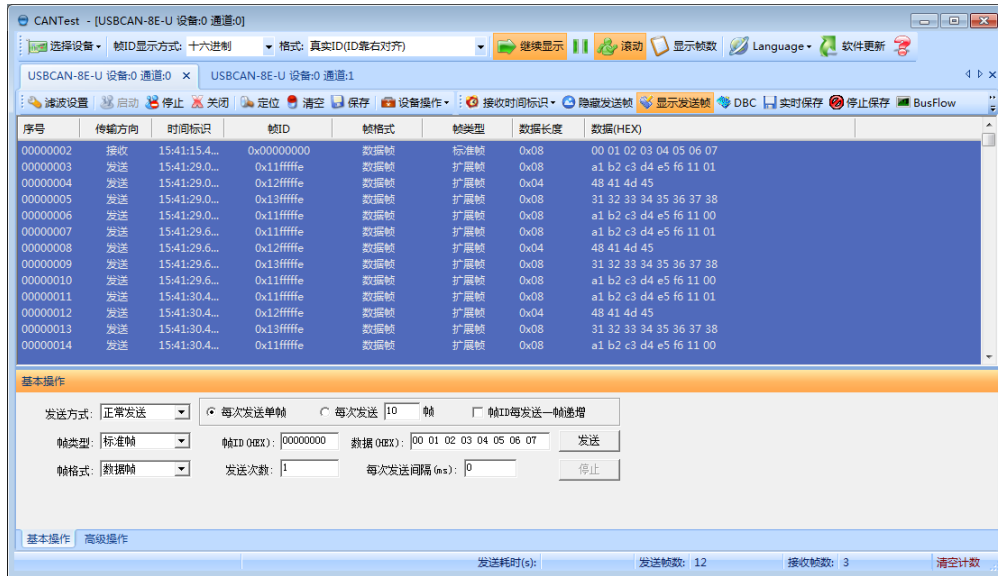 CANTest - [USBCAN-8E-U 设备:0 通道:0]
选择设备 帧ID显示方式: 十六进制 格式: 真实ID(ID靠右对齐) 继续显示 滚动 显示帧数 Language 软件更新
USBCAN-8E-U 设备:0 通道:0 × USBCAN-8E-U 设备:0 通道:1
滤波设置 启动 停止 关闭 定位 清空 保存 设备操作 接收时间标识 隐藏发送帧 显示发送帧 DBC 实时保存 停止保存 BusFlow
序号 传输方向 时间标识 帧ID 帧格式 帧类型 数据长度 数据(HEX)
00000002 接收 15:41:15.4... 0x00000000 数据帧 标准帧 0x08 00 01 02 03 04 05 06 07
00000003 发送 15:41:29.0... 0x11fffffe 数据帧 扩展帧 0x08 a1 b2 c3 d4 e5 f6 11 01
00000004 发送 15:41:29.0... 0x12fffffe 数据帧 扩展帧 0x04 48 41 4d 45
00000005 发送 15:41:29.0... 0x13fffffe 数据帧 扩展帧 0x08 31 32 33 34 35 36 37 38
00000006 发送 15:41:29.0... 0x11fffffe 数据帧 扩展帧 0x08 a1 b2 c3 d4 e5 f6 11 00
00000007 发送 15:41:29.6... 0x11fffffe 数据帧 扩展帧 0x08 a1 b2 c3 d4 e5 f6 11 01
00000008 发送 15:41:29.6... 0x12fffffe 数据帧 扩展帧 0x04 48 41 4d 45
00000009 发送 15:41:29.6... 0x13fffffe 数据帧 扩展帧 0x08 31 32 33 34 35 36 37 38
00000010 发送 15:41:29.6... 0x11fffffe 数据帧 扩展帧 0x08 a1 b2 c3 d4 e5 f6 11 00
00000011 发送 15:41:30.4... 0x11fffffe 数据帧 扩展帧 0x08 a1 b2 c3 d4 e5 f6 11 01
00000012 发送 15:41:30.4... 0x12fffffe 数据帧 扩展帧 0x04 48 41 4d 45
00000013 发送 15:41:30.4... 0x13fffffe 数据帧 扩展帧 0x08 31 32 33 34 35 36 37 38
00000014 发送 15:41:30.4... 0x11fffffe 数据帧 扩展帧 0x08 a1 b2 c3 d4 e5 f6 11 00
基本操作
发送方式: 正常发送 每次发送单帧 每次发送 10 帧 帧ID每发送一帧递增
帧类型: 标准帧 帧ID(HEX): 00000000 数据(HEX): 00 01 02 03 04 05 06 07 发送
帧格式: 数据帧 发送次数: 1 每次发送间隔(ms): 0 停止
基本操作 高级操作
发送耗时(s): 发送帧数: 12 接收帧数: 3 清空计数